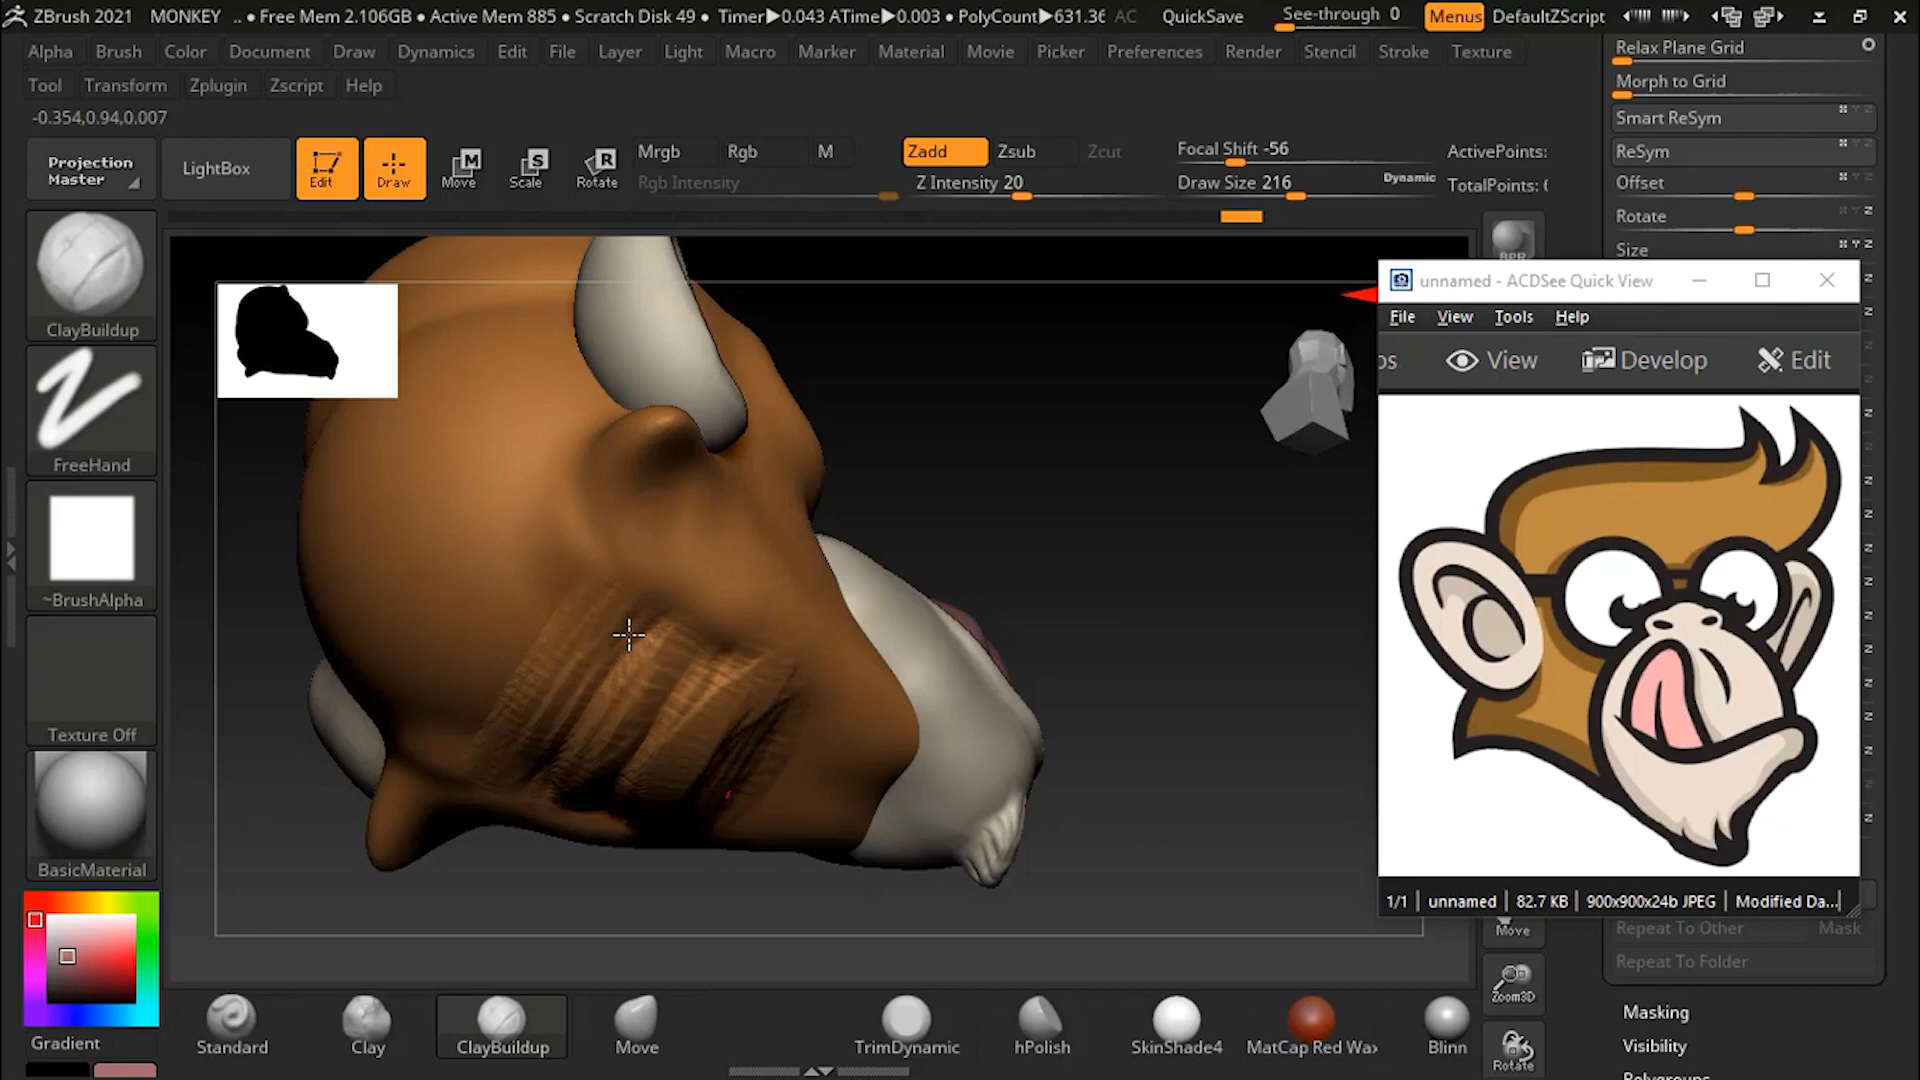 ZBrush 2021 MONKEY .. • Free Mem 2.106GB • Active Mem 885 • Scratch Disk 49 • Timer▶0.043 ATime▶0.003 • PolyCount▶631.36 AC QuickSave See-through 0 Menus DefaultZScript
Alpha Brush Color Document Draw Dynamics Edit File Layer Light Macro Marker Material Movie Picker Preferences Render Stencil Stroke Texture
Tool Transform Zplugin Zscript Help
-0.354,0.94,0.007
Projection Master
LightBox
Edit
Draw
Move
Scale
Rotate
Mrgb Rgb M
Rgb Intensity
Zadd Zsub Zcut
Z Intensity 20
Focal Shift -56
Draw Size 216 Dynamic
ActivePoints:
TotalPoints: 6
Relax Plane Grid
Morph to Grid
Smart ReSym
ReSym
Offset
Rotate
Size
BPR
ClayBuildup
FreeHand
~BrushAlpha
Texture Off
BasicMaterial
Gradient
unnamed - ACDSee Quick View
File View Tools Help
os View Develop Edit
1/1 unnamed 82.7 KB 900x900x24b JPEG Modified Da...
Move
Zoom3D
Rotate
Repeat To Other Mask
Repeat To Folder
Masking
Visibility
Polygroups
Standard Clay ClayBuildup Move TrimDynamic hPolish SkinShade4 MatCap Red Wax Blinn